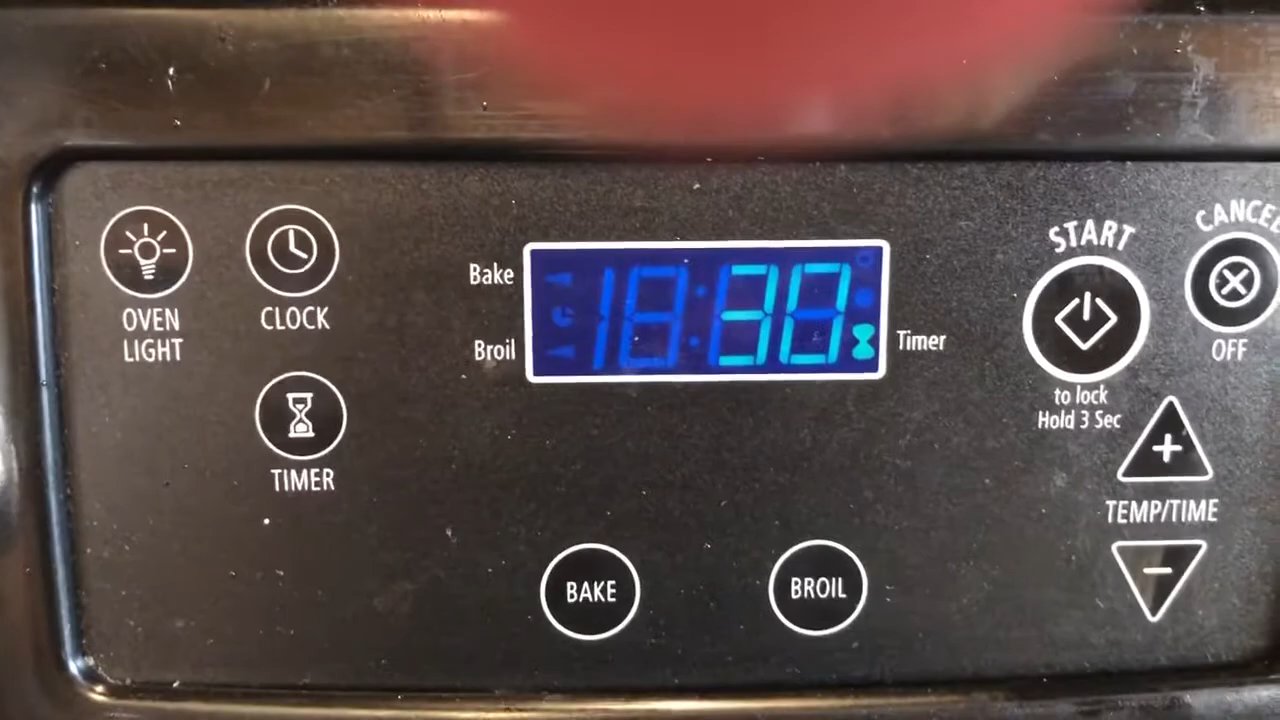 OVEN
LIGHT
CLOCK
TIMER
Bake
Broil
30
Timer
START
to lock
Hold 3 Sec
CANCEL
OFF
TEMP/TIME
BAKE
BROIL